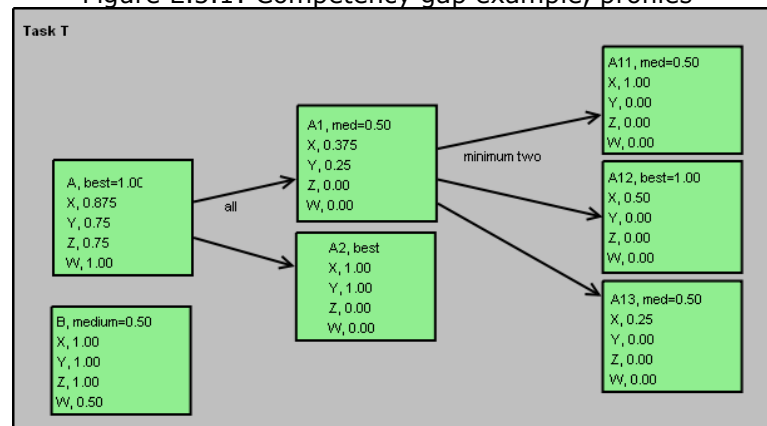 Figure 2.5.1: Competency gap example, profiles
Task T
A, best=1.00
X, 0.875
Y, 0.75
Z, 0.75
W, 1.00
all
B, medium=0.50
X, 1.00
Y, 1.00
Z, 1.00
W, 0.50
A1, med=0.50
X, 0.375
Y, 0.25
Z, 0.00
W, 0.00
A2, best
X, 1.00
Y, 1.00
Z, 0.00
W, 0.00
minimum two
A11, med=0.50
X, 1.00
Y, 0.00
Z, 0.00
W, 0.00
A12, best=1.00
X, 0.50
Y, 0.00
Z, 0.00
W, 0.00
A13, med=0.50
X, 0.25
Y, 0.00
Z, 0.00
W, 0.00